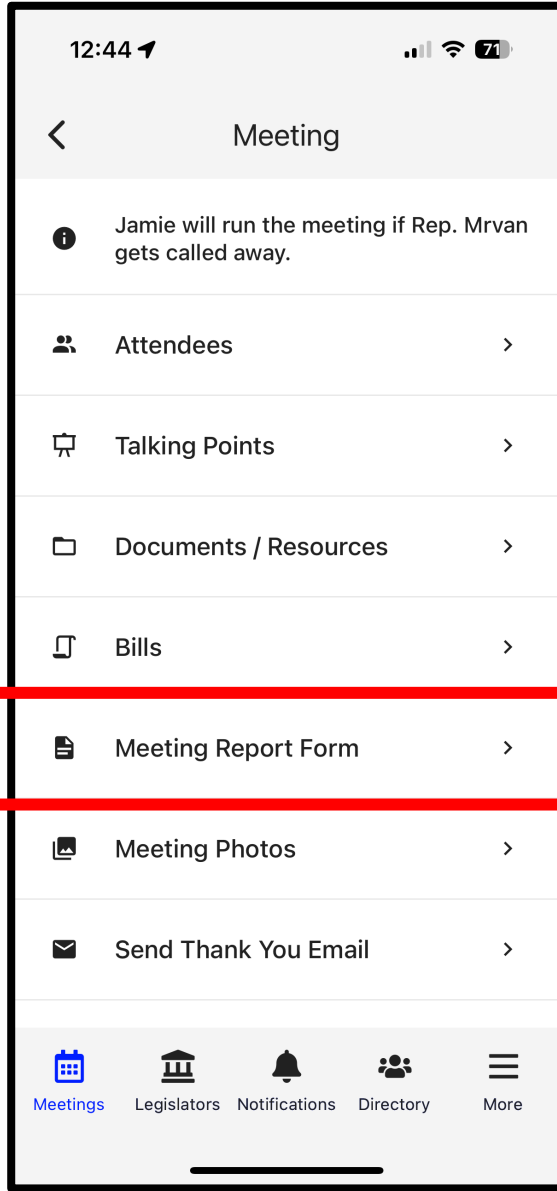 12:44
71
Meeting
Jamie will run the meeting if Rep. Mrvan
gets called away.
Attendees
Talking Points
Documents / Resources
Bills
Meeting Report Form
Meeting Photos
Send Thank You Email
Meetings Legislators Notifications Directory More